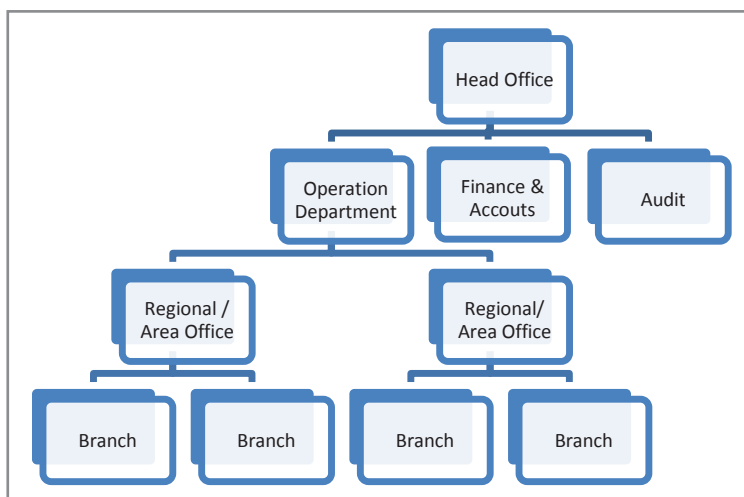 Head Office
Operation
Department
Finance &
Accouts
Audit
Regional /
Area Office
Regional/
Area Office
Branch
Branch
Branch
Branch